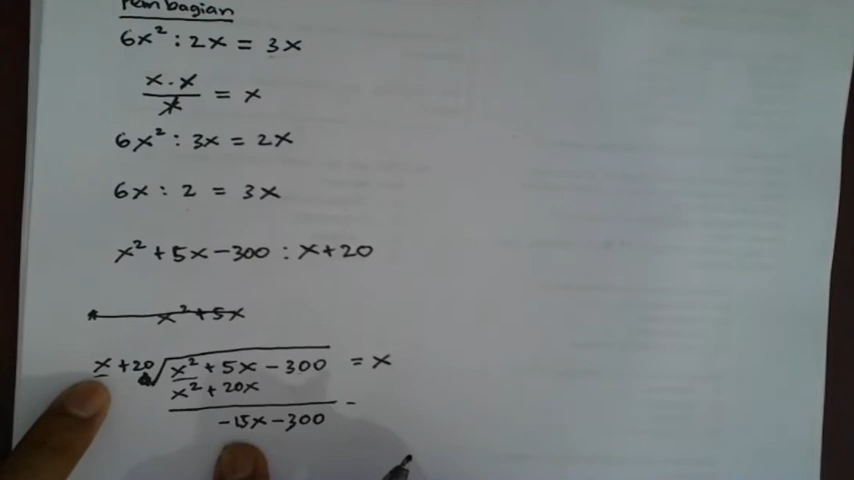 Pembagian
6x² : 2x = 3x
x . x / x = x
6x² : 3x = 2x
6x : 2 = 3x
x² + 5x - 300 : x + 20
x² + 5x
x + 20 √ x² + 5x - 300 = x
x² + 20x
-
-15x - 300